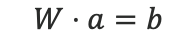 W · a = b